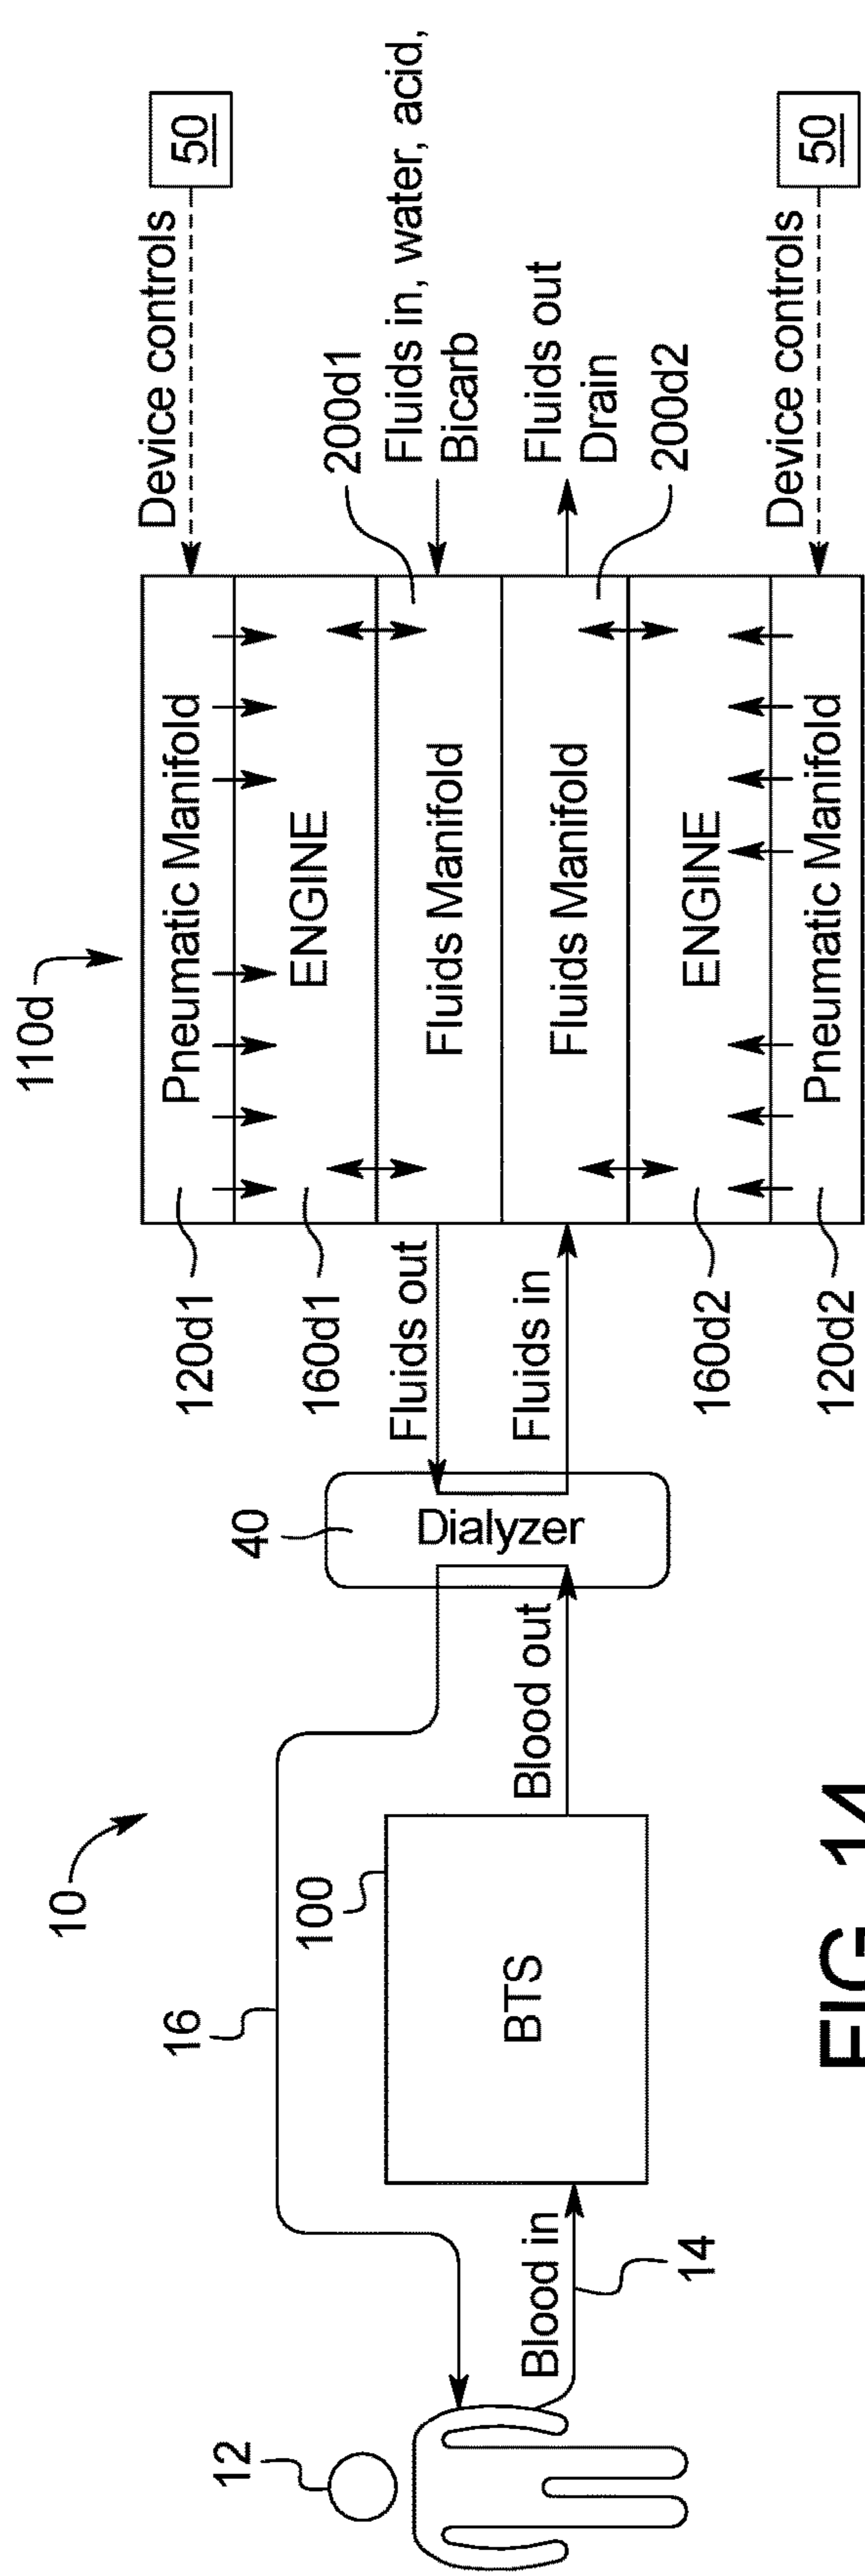 10
12
14
16
100
BTS
Blood in
Blood out
40
Dialyzer
Fluids out
Fluids in
110d
120d1
160d1
160d2
120d2
Pneumatic Manifold
ENGINE
Fluids Manifold
Fluids Manifold
ENGINE
Pneumatic Manifold
Device controls
50
200d1
Fluids in, water, acid,
Bicarb
Fluids out
Drain
200d2
Device controls
50
FIG. 14